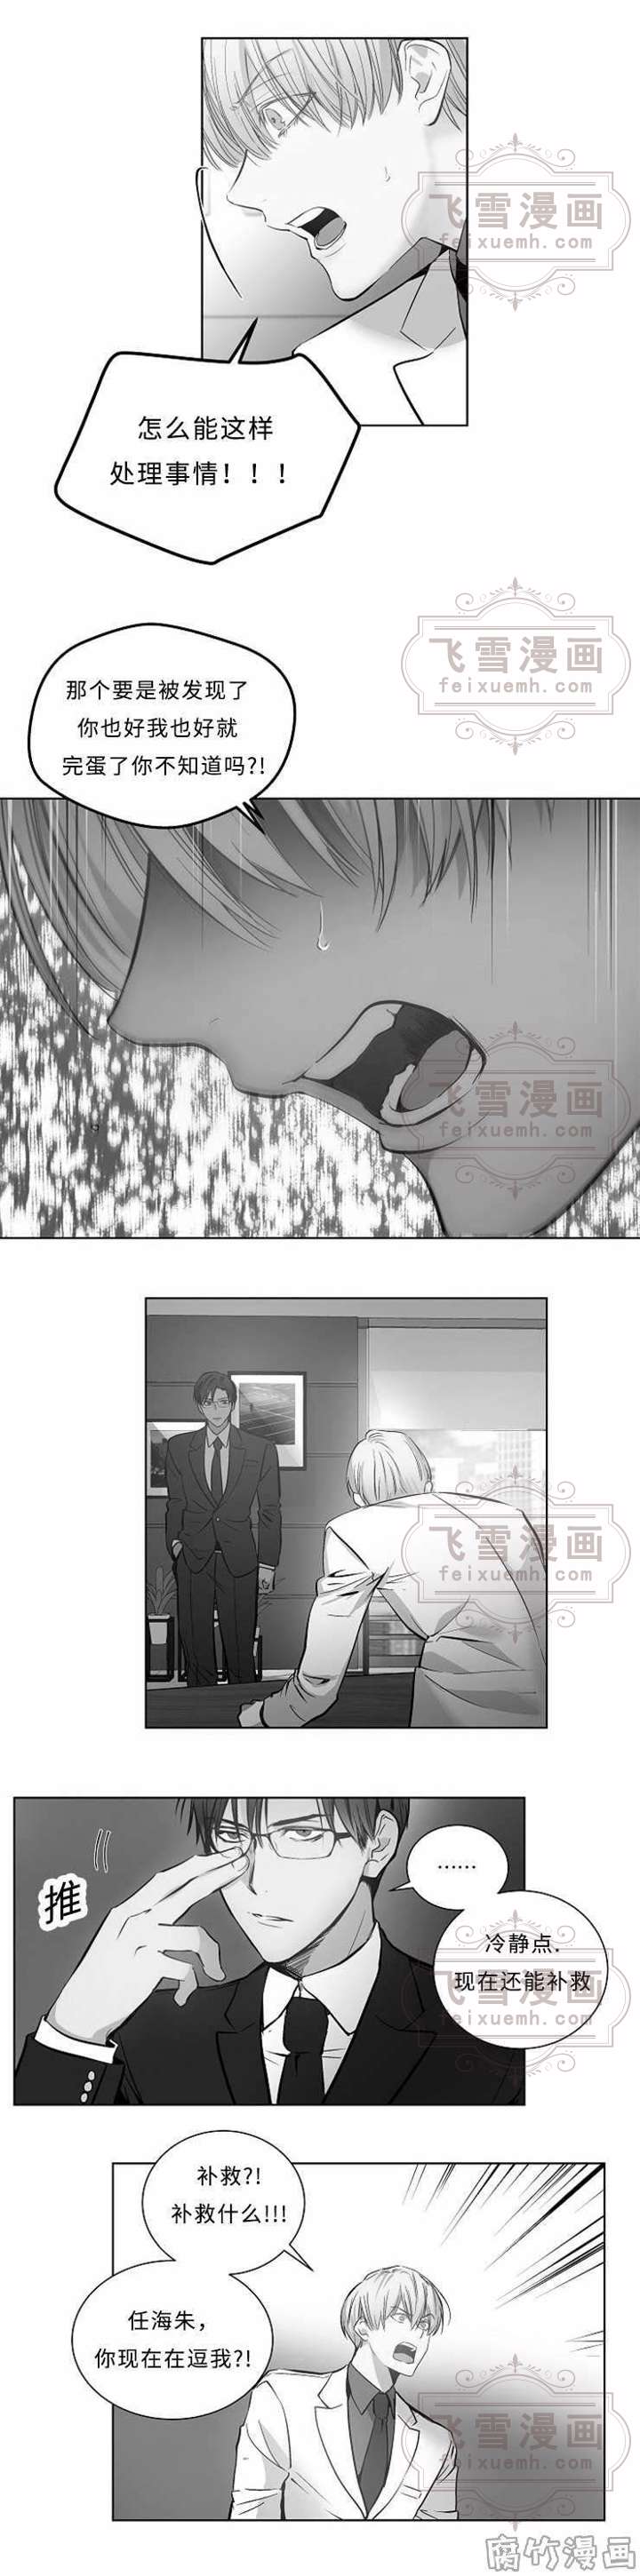 飞雪漫画
feixuemh.com
怎么能这样
处理事情！！！
飞雪漫画
feixuemh.com
那个要是被发现了
你也好我也好就
完蛋了你不知道吗?!
飞雪漫画
feixuemh.com
飞雪漫画
feixuemh.com
推
……
冷静点.
现在还能补救
飞雪漫画
feixuemh.com
补救?!
补救什么!!!
任海朱，
你现在在逗我?!
飞雪漫画
feixuemh.com
腐竹漫画